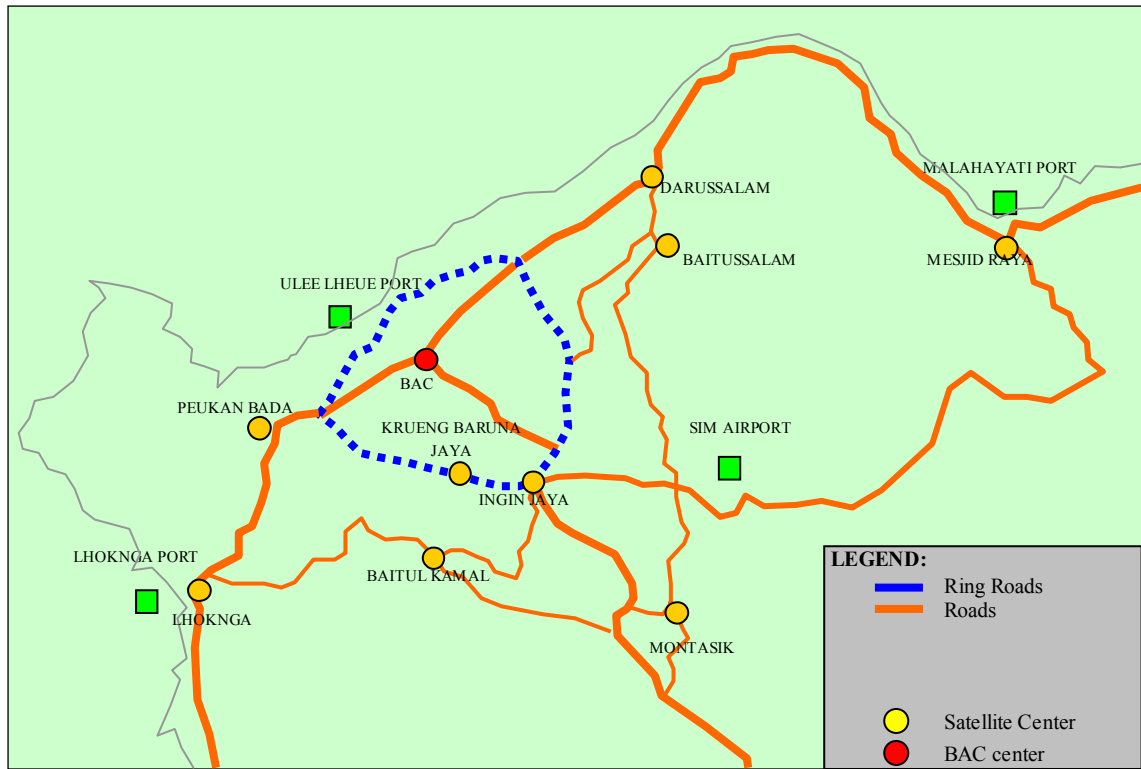 MALAHAYATI PORT
DARUSSALAM
BAITUSSALAM
MESJID RAYA
ULEE LHEUE PORT
BAC
PEUKAN BADA
KRUENG BARUNA
JAYA
SIM AIRPORT
INGIN JAYA
LHOKNGA PORT
BAITUL KAMAL
LHOKNGA
MONTASIK
LEGEND:
Ring Roads
Roads
Satellite Center
BAC center